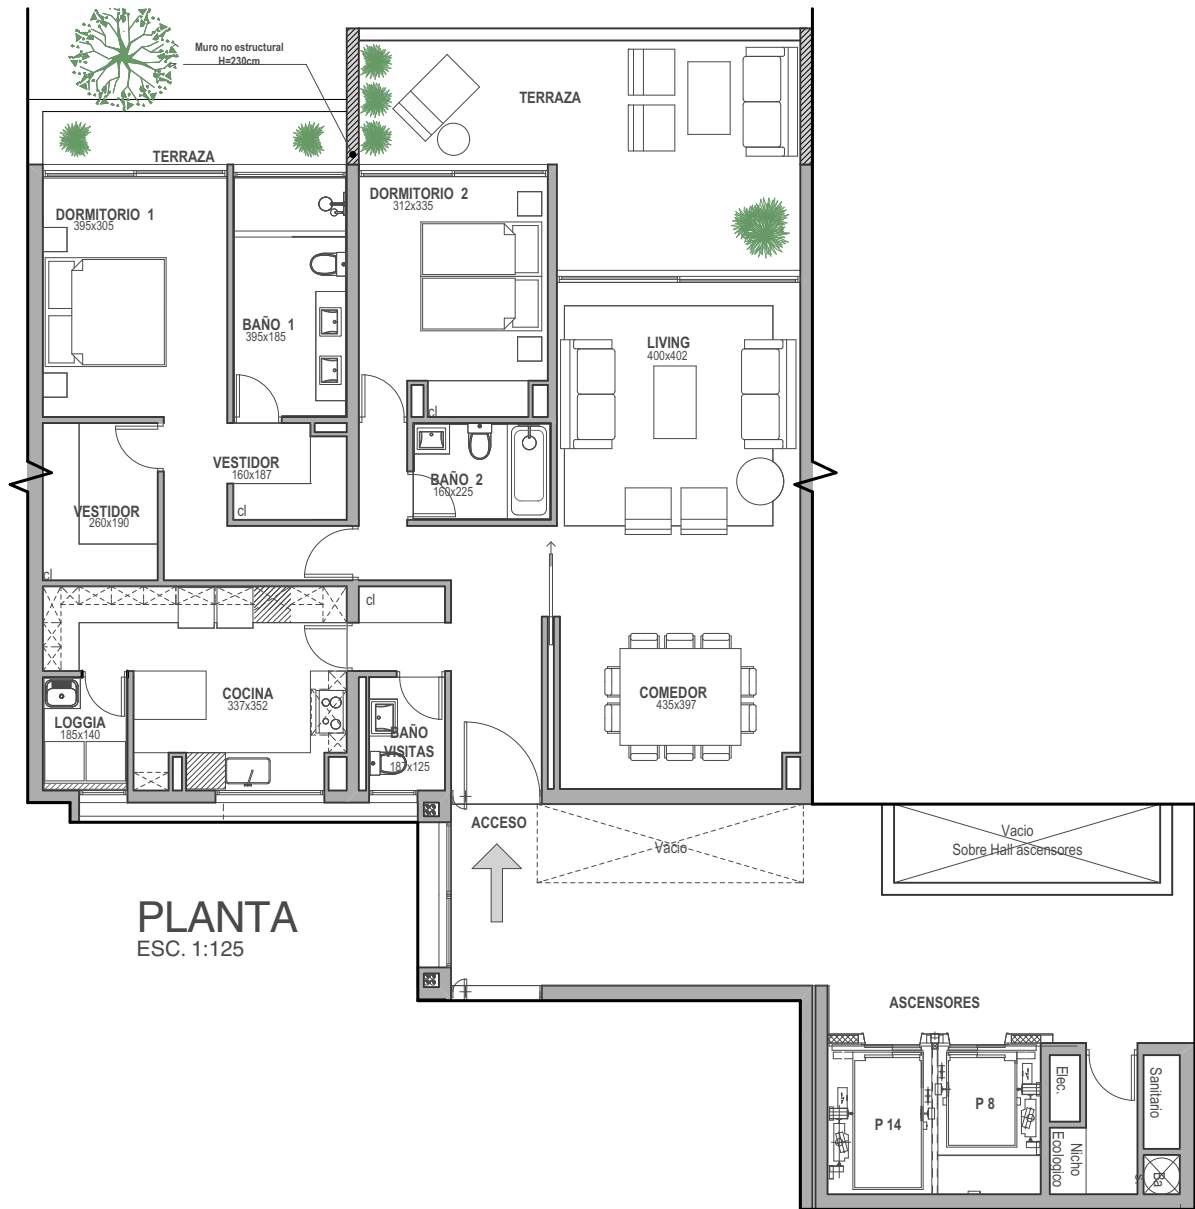 Muro no estructural
H=230cm
TERRAZA
TERRAZA
DORMITORIO 1
395x305
DORMITORIO 2
312x335
BAÑO 1
395x185
LIVING
400x402
cl
VESTIDOR
160x187
BAÑO 2
160x225
VESTIDOR
260x190
cl
cl
cl
COCINA
337x352
COMEDOR
435x397
LOGGIA
185x140
BAÑO
VISITAS
187x125
ACCESO
Vacio
Vacio
Sobre Hall ascensores
PLANTA
ESC. 1:125
ASCENSORES
P 14
P 8
Elec.
Sanitario
Nicho
Ecologico
Ba